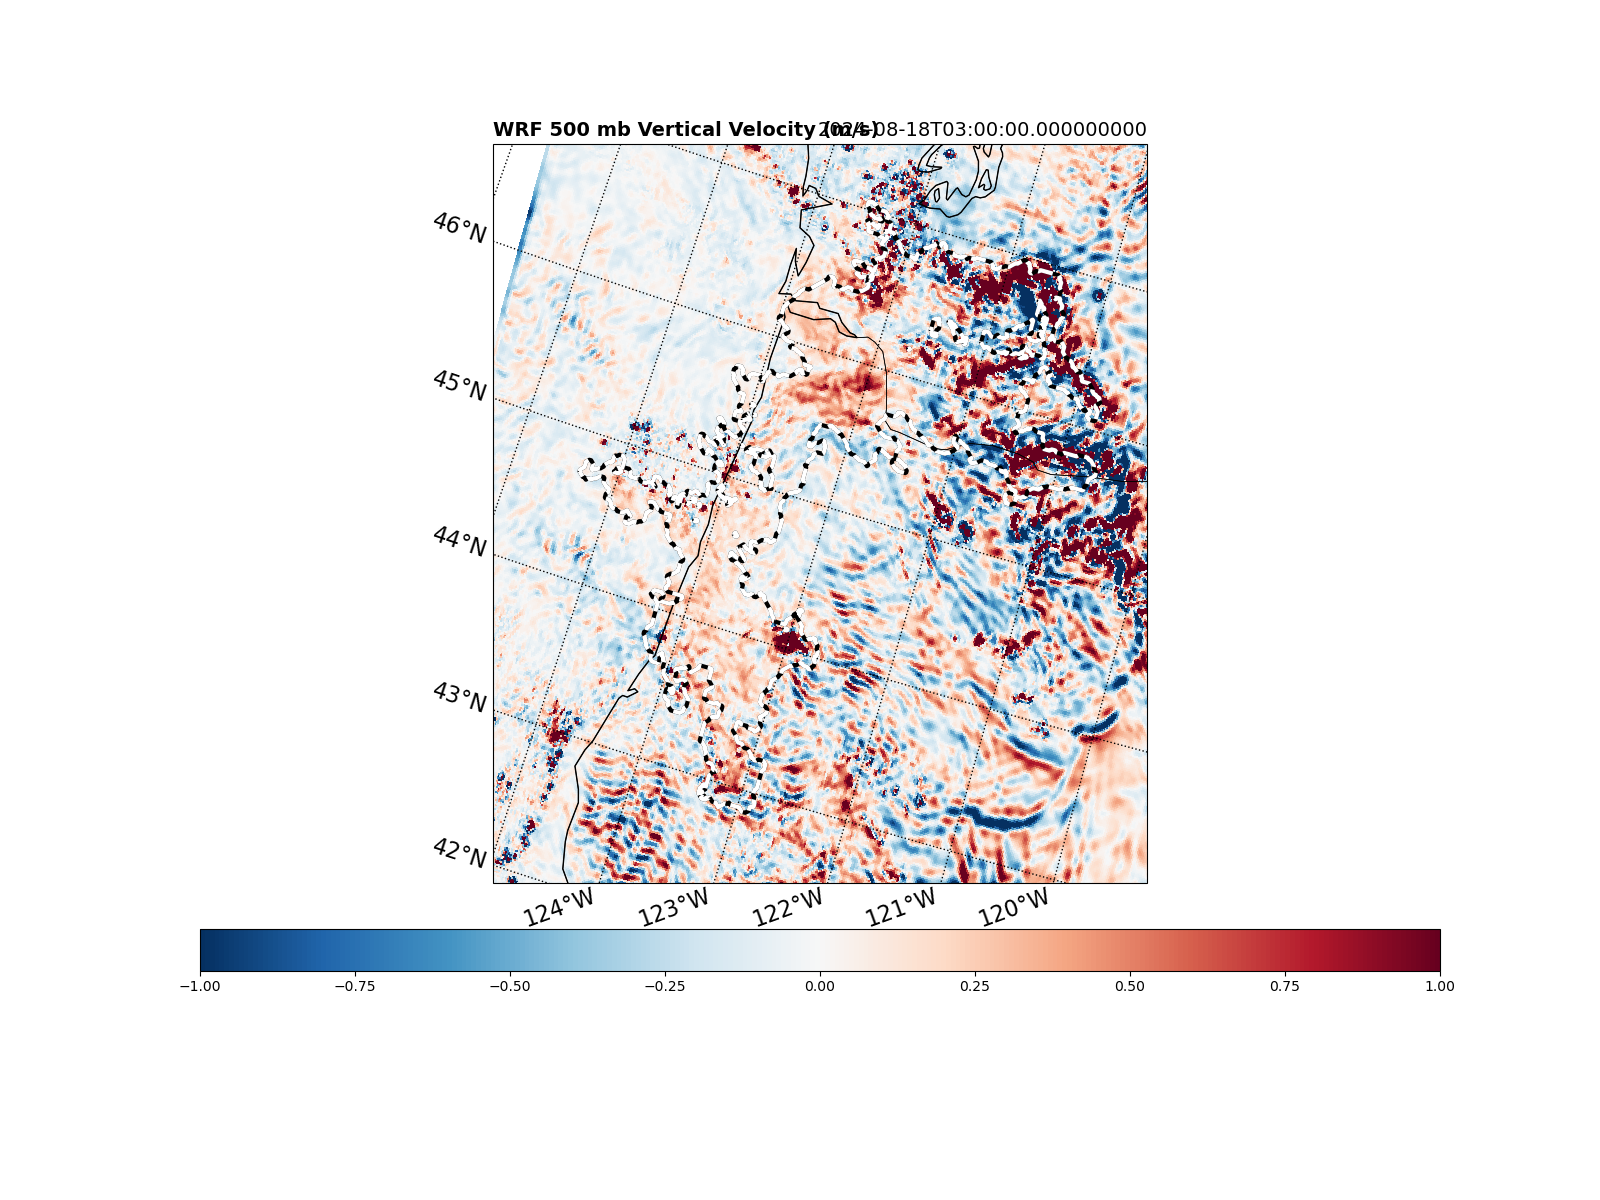 WRF 500 mb Vertical Velocity (m/s)
2024-08-18T03:00:00.000000000
46°N
45°N
44°N
43°N
42°N
124°W 123°W 122°W 121°W 120°W
−1.00 −0.75 −0.50 −0.25 0.00 0.25 0.50 0.75 1.00